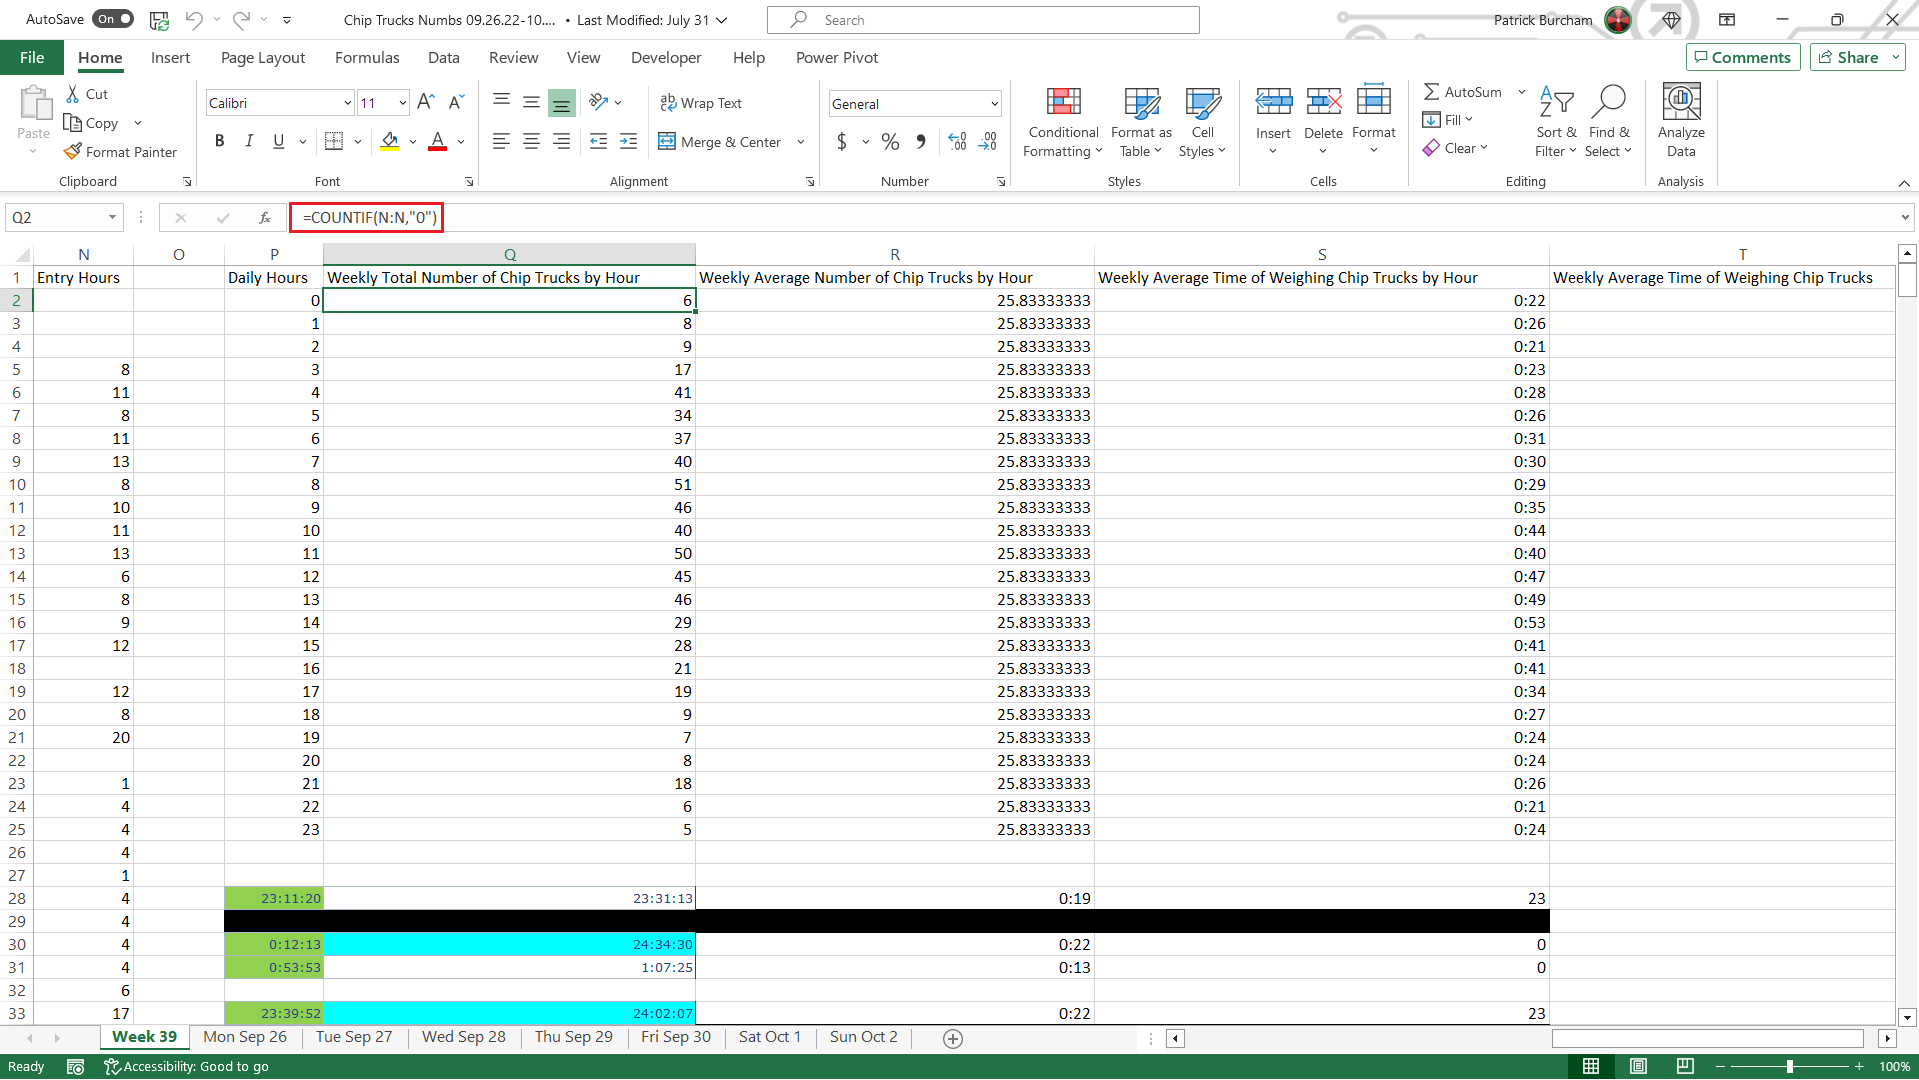 AutoSave On Chip Trucks Numbs 09.26.22-10.... • Last Modified: July 31 Search Patrick Burcham
File Home Insert Page Layout Formulas Data Review View Developer Help Power Pivot Comments Share
Paste Cut Copy Format Painter Clipboard
Calibri 11 B I U A Font
Wrap Text Merge & Center Alignment
General $ % Number
Conditional Formatting Format as Table Cell Styles Styles
Insert Delete Format Cells
AutoSum Fill Clear Sort & Filter Find & Select Editing
Analyze Data Analysis
Q2 fx =COUNTIF(N:N,"0")
N O P Q R S T
1 Entry Hours Daily Hours Weekly Total Number of Chip Trucks by Hour Weekly Average Number of Chip Trucks by Hour Weekly Average Time of Weighing Chip Trucks by Hour Weekly Average Time of Weighing Chip Trucks
2 0 6 25.83333333 0:22
3 1 8 25.83333333 0:26
4 2 9 25.83333333 0:21
5 8 3 17 25.83333333 0:23
6 11 4 41 25.83333333 0:28
7 8 5 34 25.83333333 0:26
8 11 6 37 25.83333333 0:31
9 13 7 40 25.83333333 0:30
10 8 8 51 25.83333333 0:29
11 10 9 46 25.83333333 0:35
12 11 10 40 25.83333333 0:44
13 13 11 50 25.83333333 0:40
14 6 12 45 25.83333333 0:47
15 8 13 46 25.83333333 0:49
16 9 14 29 25.83333333 0:53
17 12 15 28 25.83333333 0:41
18 16 21 25.83333333 0:41
19 12 17 19 25.83333333 0:34
20 8 18 9 25.83333333 0:27
21 20 19 7 25.83333333 0:24
22 20 8 25.83333333 0:24
23 1 21 18 25.83333333 0:26
24 4 22 6 25.83333333 0:21
25 4 23 5 25.83333333 0:24
26 4
27 1
28 4 23:11:20 23:31:13 0:19 23
29 4
30 4 0:12:13 24:34:30 0:22 0
31 4 0:53:53 1:07:25 0:13 0
32 6
33 17 23:39:52 24:02:07 0:22 23
Week 39 Mon Sep 26 Tue Sep 27 Wed Sep 28 Thu Sep 29 Fri Sep 30 Sat Oct 1 Sun Oct 2
Ready Accessibility: Good to go 100%